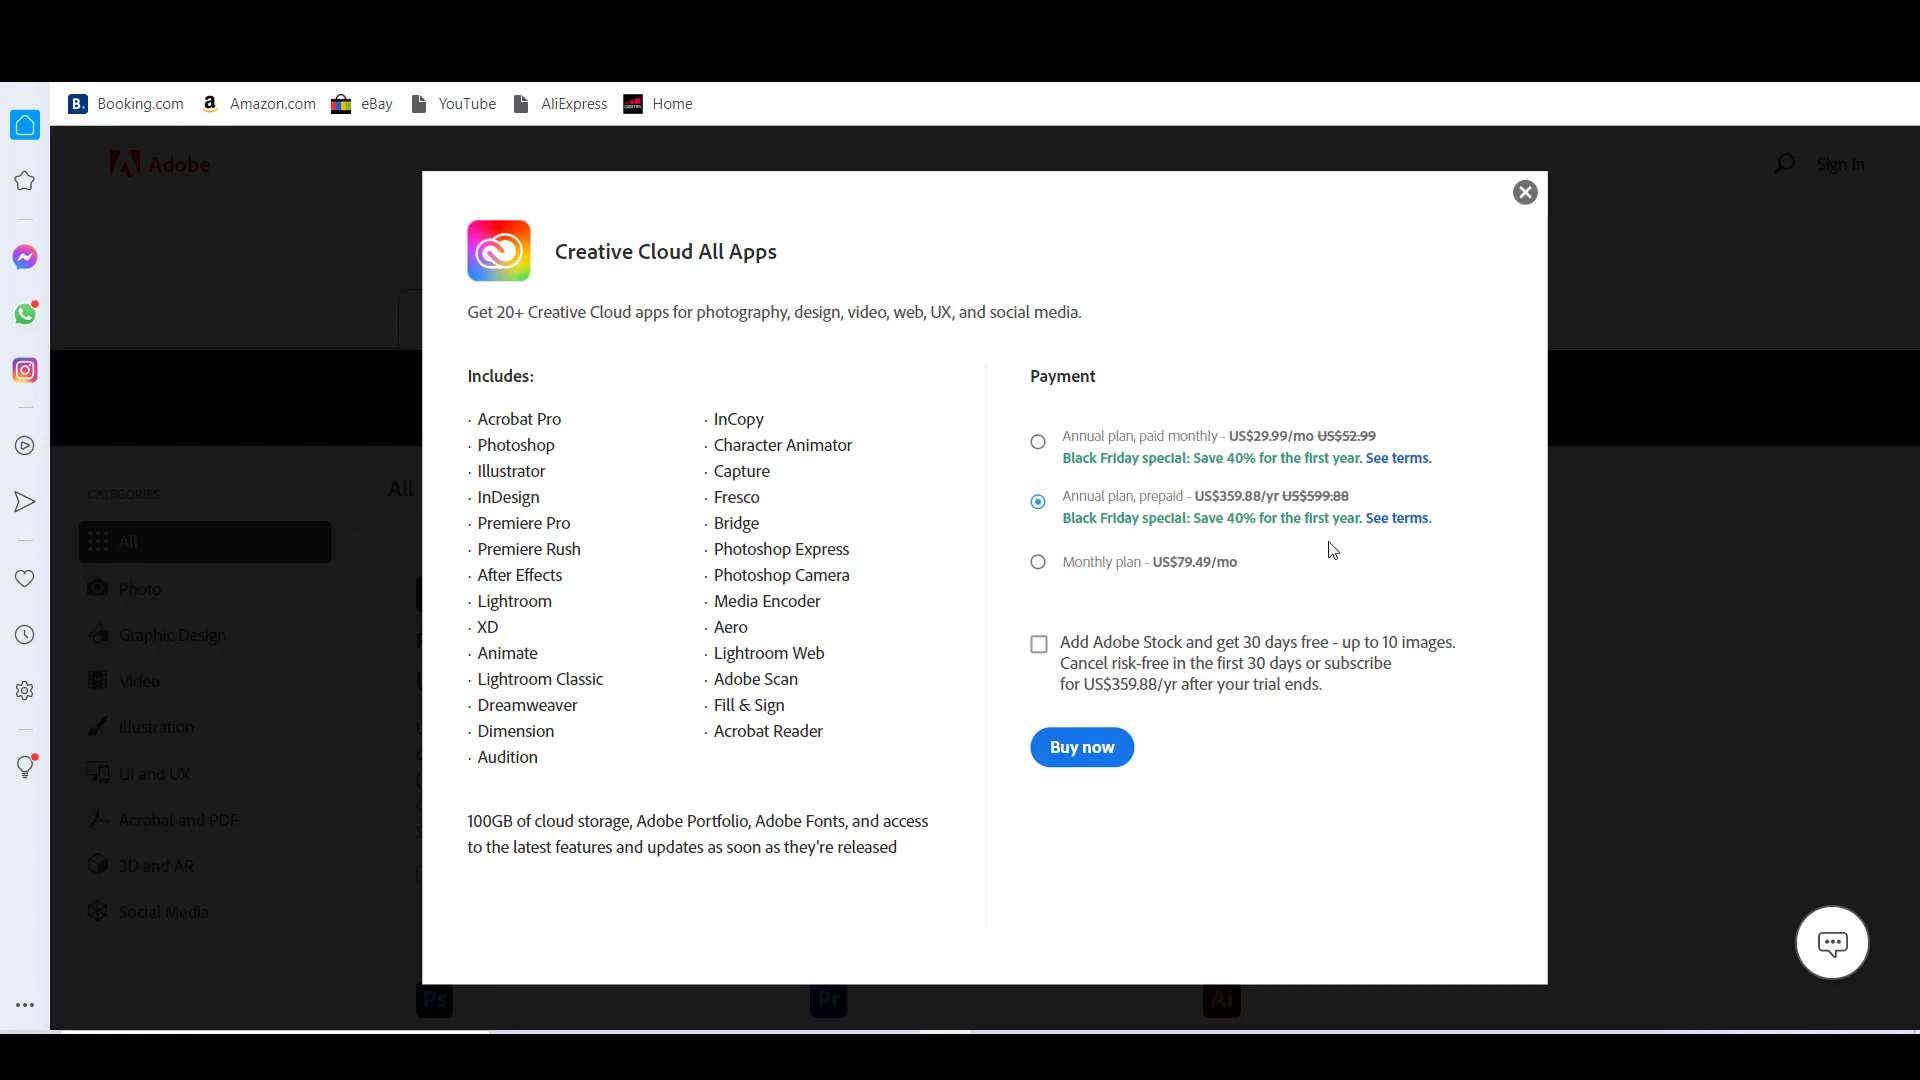 Booking.com Amazon.com eBay YouTube AliExpress Home
Adobe
Sign In
Creative Cloud All Apps
Get 20+ Creative Cloud apps for photography, design, video, web, UX, and social media.
Includes:
· Acrobat Pro
· Photoshop
· Illustrator
· InDesign
· Premiere Pro
· Premiere Rush
· After Effects
· Lightroom
· XD
· Animate
· Lightroom Classic
· Dreamweaver
· Dimension
· Audition
· InCopy
· Character Animator
· Capture
· Fresco
· Bridge
· Photoshop Express
· Photoshop Camera
· Media Encoder
· Aero
· Lightroom Web
· Adobe Scan
· Fill & Sign
· Acrobat Reader
100GB of cloud storage, Adobe Portfolio, Adobe Fonts, and access
to the latest features and updates as soon as they're released
Payment
Annual plan, paid monthly - US$29.99/mo US$52.99
Black Friday special: Save 40% for the first year. See terms.
Annual plan, prepaid - US$359.88/yr US$599.88
Black Friday special: Save 40% for the first year. See terms.
Monthly plan - US$79.49/mo
Add Adobe Stock and get 30 days free - up to 10 images.
Cancel risk-free in the first 30 days or subscribe
for US$359.88/yr after your trial ends.
Buy now
CATEGORIES
All
All
Photo
Graphic Design
Video
Illustration
UI and UX
Acrobat and PDF
3D and AR
Social Media
Ps
Pr
Ai